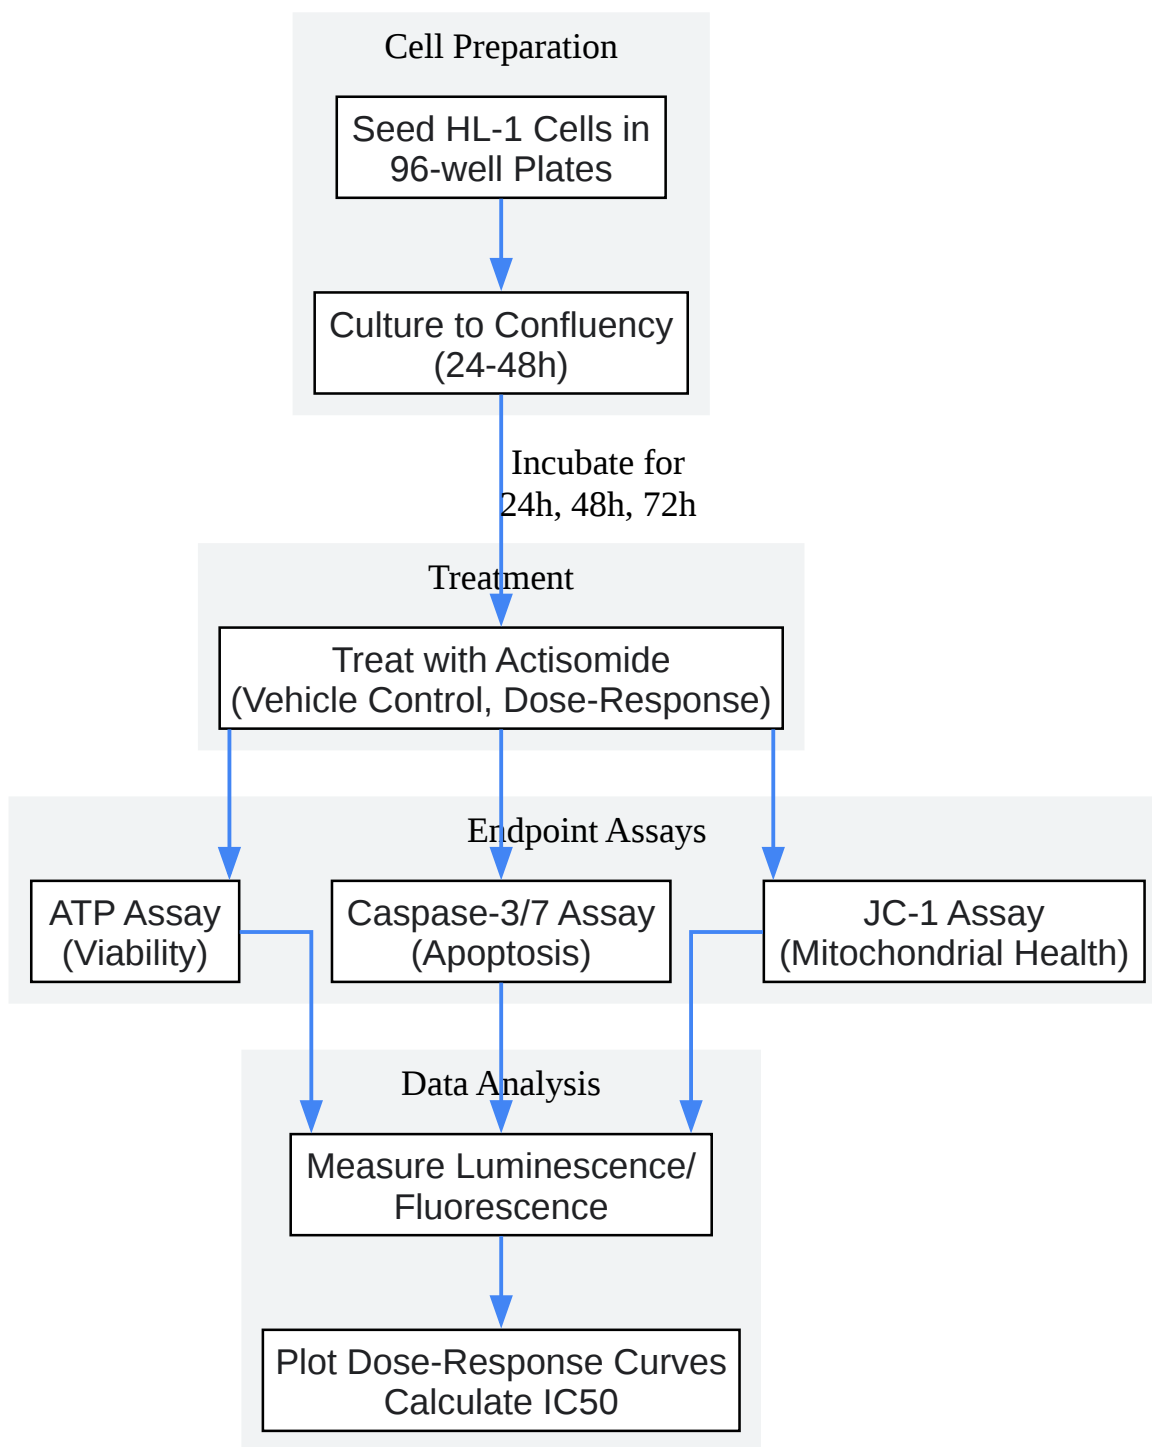 Cell Preparation
Seed HL-1 Cells in
96-well Plates
Culture to Confluency
(24-48h)
Incubate for
24h, 48h, 72h
Treatment
Treat with Actisomide
(Vehicle Control, Dose-Response)
Endpoint Assays
ATP Assay
(Viability)
Caspase-3/7 Assay
(Apoptosis)
JC-1 Assay
(Mitochondrial Health)
Data Analysis
Measure Luminescence/
Fluorescence
Plot Dose-Response Curves
Calculate IC50